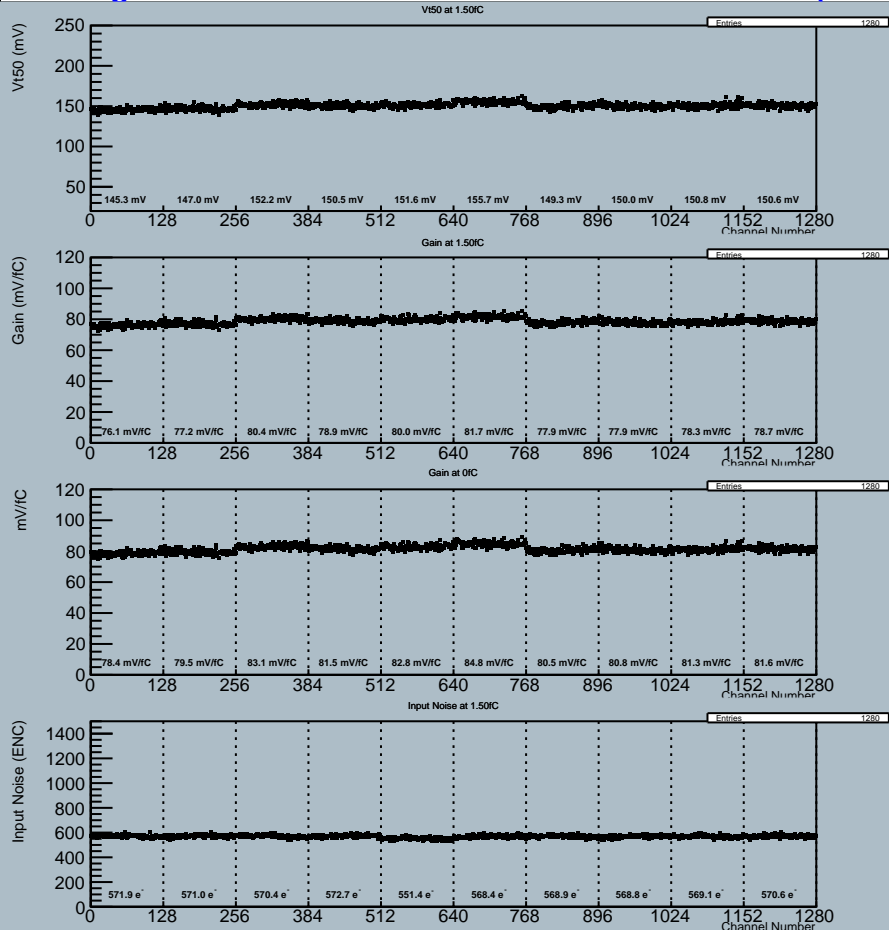 Vt50 at 1.50fC
Entries 1280
Vt50 (mV)
250
200
150
100
50
145.3 mV 147.0 mV 152.2 mV 150.5 mV 151.6 mV 155.7 mV 149.3 mV 150.0 mV 150.8 mV 150.6 mV
0 128 256 384 512 640 768 896 1024 1152 1280
Channel Number
Gain at 1.50fC
Entries 1280
Gain (mV/fC)
120
100
80
60
40
20
0
76.1 mV/fC 77.2 mV/fC 80.4 mV/fC 78.9 mV/fC 80.0 mV/fC 81.7 mV/fC 77.9 mV/fC 77.9 mV/fC 78.3 mV/fC 78.7 mV/fC
0 128 256 384 512 640 768 896 1024 1152 1280
Channel Number
Gain at 0fC
Entries 1280
mV/fC
120
100
80
60
40
20
0
78.4 mV/fC 79.5 mV/fC 83.1 mV/fC 81.5 mV/fC 82.8 mV/fC 84.8 mV/fC 80.5 mV/fC 80.8 mV/fC 81.3 mV/fC 81.6 mV/fC
0 128 256 384 512 640 768 896 1024 1152 1280
Channel Number
Input Noise at 1.50fC
Entries 1280
Input Noise (ENC)
1400
1200
1000
800
600
400
200
0
571.9 e⁻ 571.0 e⁻ 570.4 e⁻ 572.7 e⁻ 551.4 e⁻ 568.4 e⁻ 568.9 e⁻ 568.8 e⁻ 569.1 e⁻ 570.6 e⁻
0 128 256 384 512 640 768 896 1024 1152 1280
Channel Number